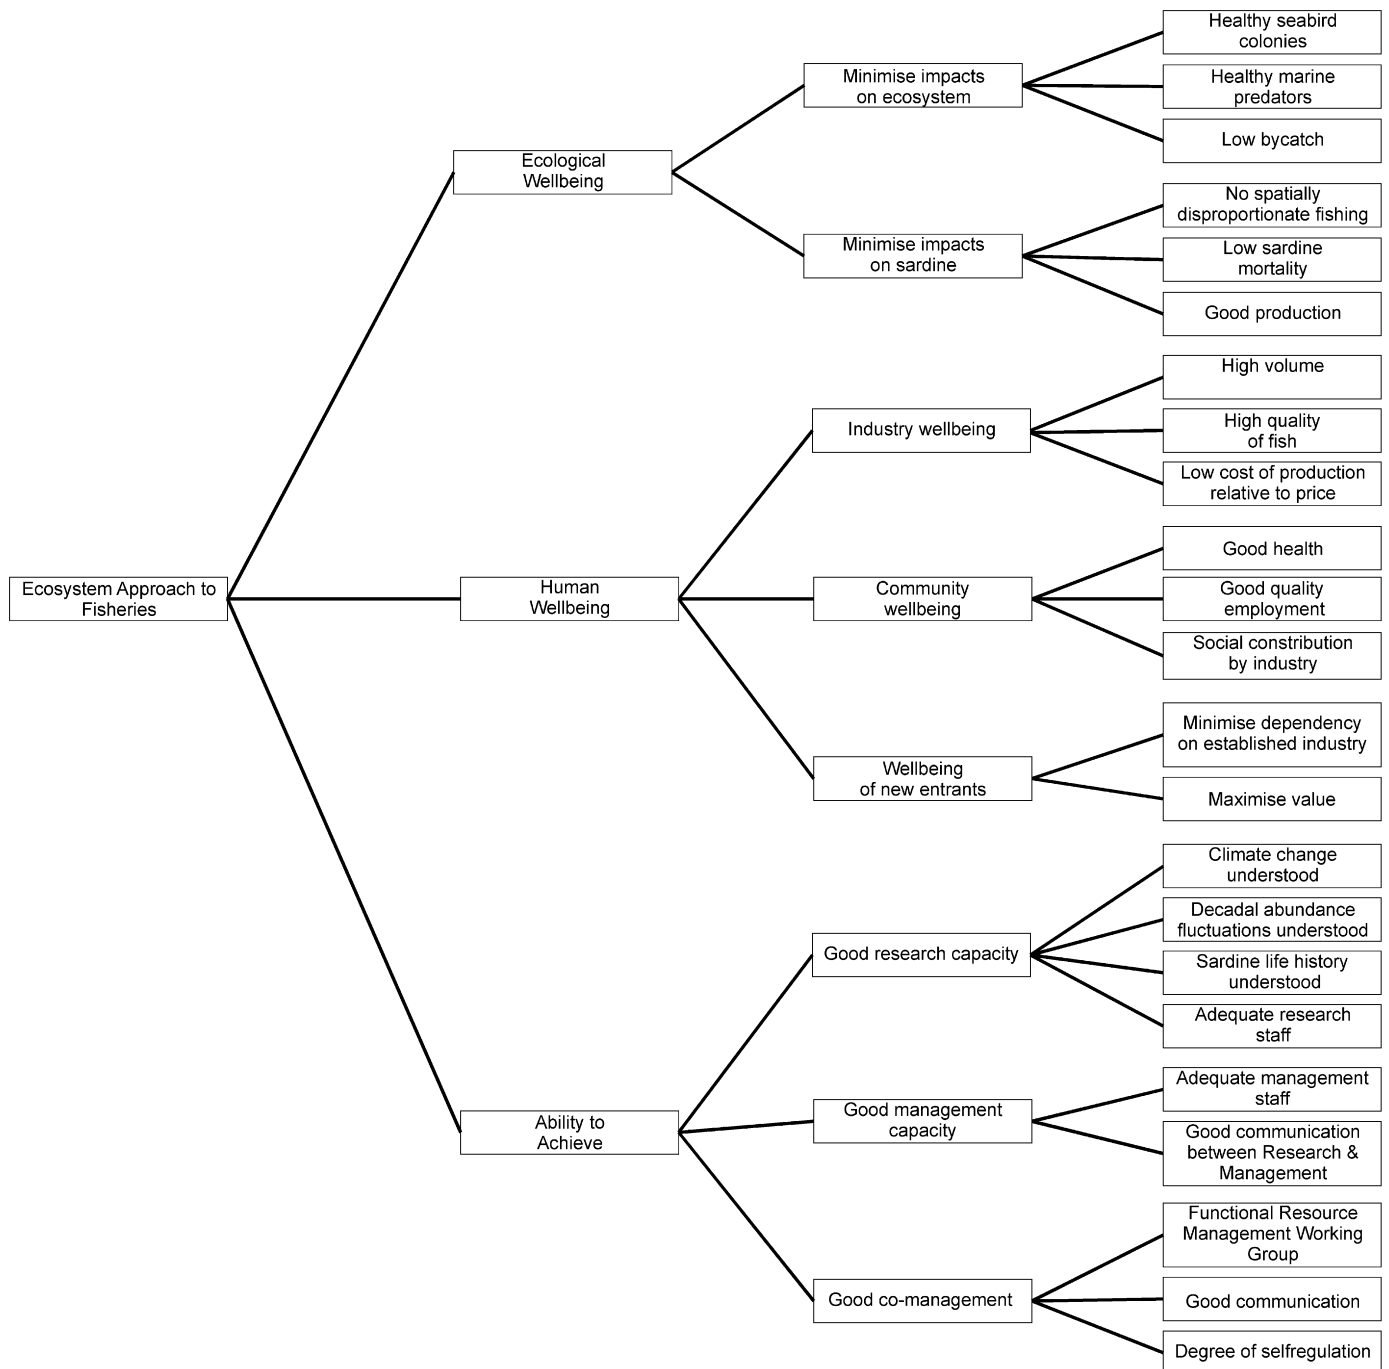 Ecosystem Approach to
Fisheries
Ecological
Wellbeing
Minimise impacts
on ecosystem
Healthy seabird
colonies
Healthy marine
predators
Low bycatch
Minimise impacts
on sardine
No spatially
disproportionate fishing
Low sardine
mortality
Good production
Human
Wellbeing
Industry wellbeing
High volume
High quality
of fish
Low cost of production
relative to price
Community
wellbeing
Good health
Good quality
employment
Social constribution
by industry
Wellbeing
of new entrants
Minimise dependency
on established industry
Maximise value
Ability to
Achieve
Good research capacity
Climate change
understood
Decadal abundance
fluctuations understood
Sardine life history
understood
Adequate research
staff
Good management
capacity
Adequate management
staff
Good communication
between Research &
Management
Good co-management
Functional Resource
Management Working
Group
Good communication
Degree of selfregulation